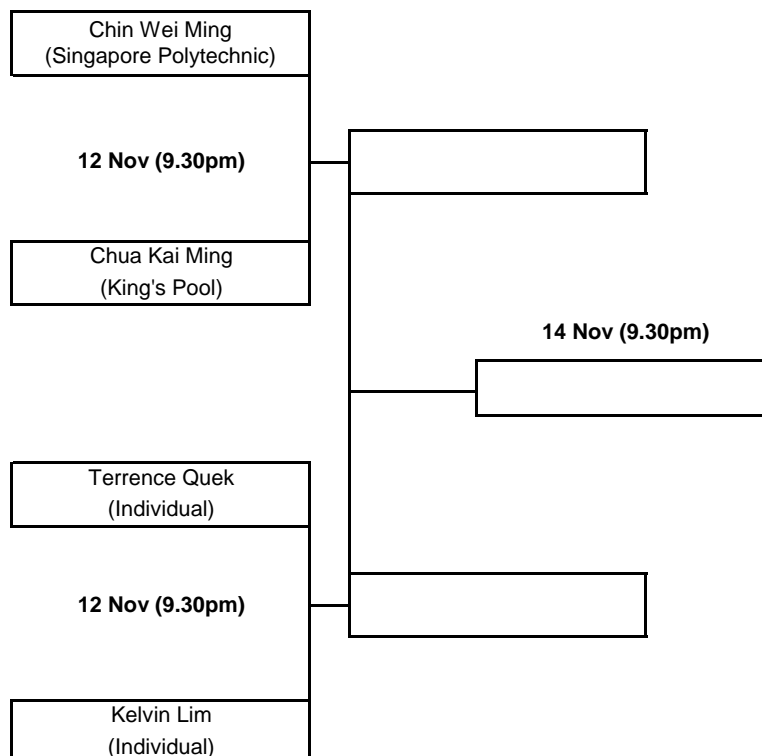 Chin Wei Ming
(Singapore Polytechnic)
12 Nov (9.30pm)
Chua Kai Ming
(King's Pool)
14 Nov (9.30pm)
Terrence Quek
(Individual)
12 Nov (9.30pm)
Kelvin Lim
(Individual)